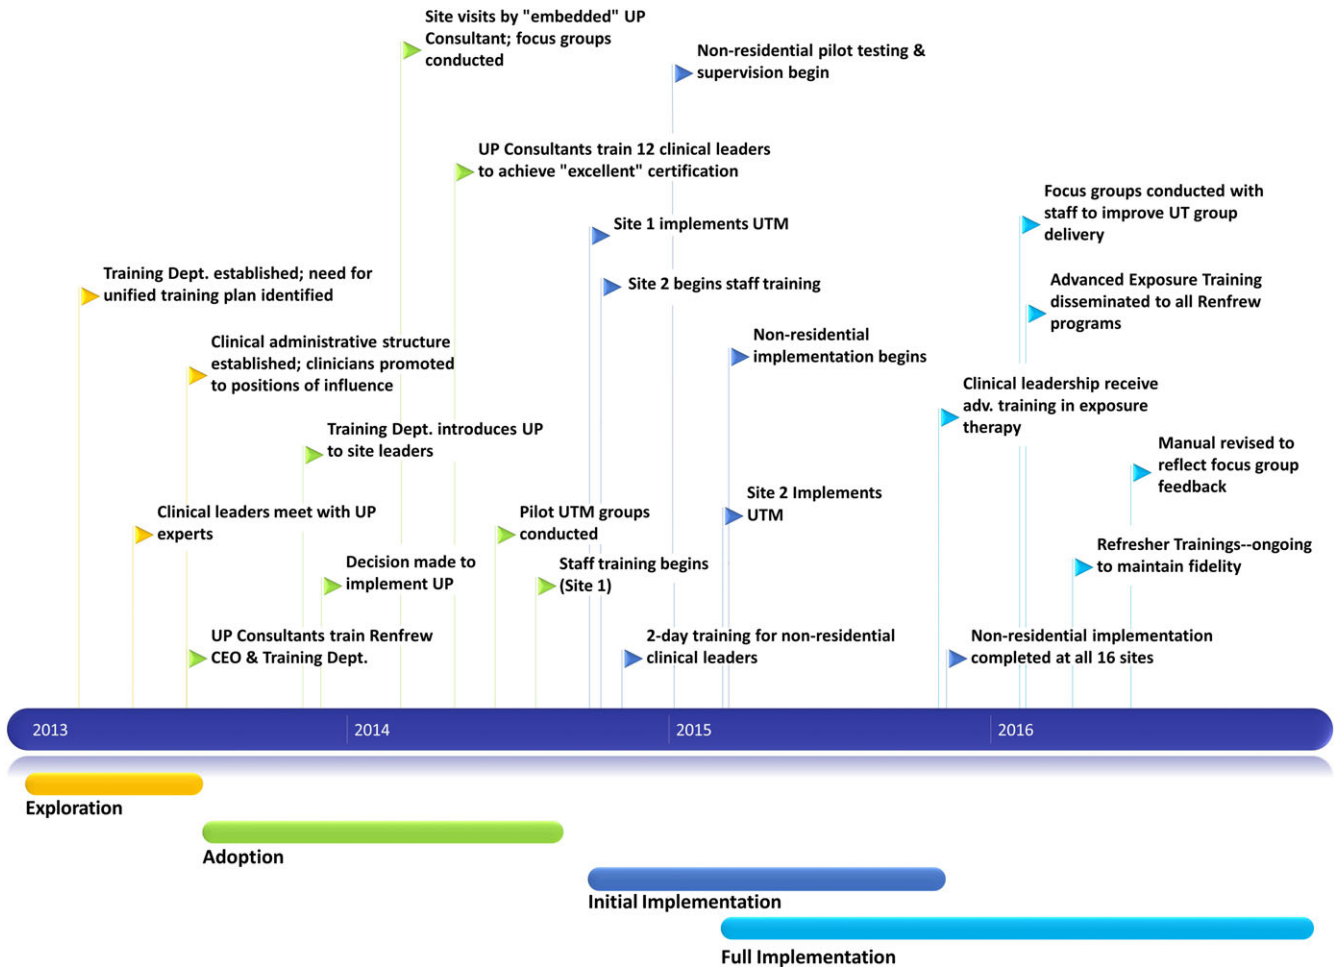 Site visits by "embedded" UP
Consultant; focus groups
conducted
Non-residential pilot testing &
supervision begin
UP Consultants train 12 clinical leaders
to achieve "excellent" certification
Focus groups conducted with
staff to improve UT group
delivery
Site 1 implements UTM
Training Dept. established; need for
unified training plan identified
Site 2 begins staff training
Advanced Exposure Training
disseminated to all Renfrew
programs
Clinical administrative structure
established; clinicians promoted
to positions of influence
Non-residential
implementation begins
Clinical leadership receive
adv. training in exposure
therapy
Training Dept. introduces UP
to site leaders
Manual revised to
reflect focus group
feedback
Clinical leaders meet with UP
experts
Pilot UTM groups
conducted
Site 2 Implements
UTM
Decision made to
implement UP
Staff training begins
(Site 1)
Refresher Trainings--ongoing
to maintain fidelity
UP Consultants train Renfrew
CEO & Training Dept.
2-day training for non-residential
clinical leaders
Non-residential implementation
completed at all 16 sites
2013
2014
2015
2016
Exploration
Adoption
Initial Implementation
Full Implementation